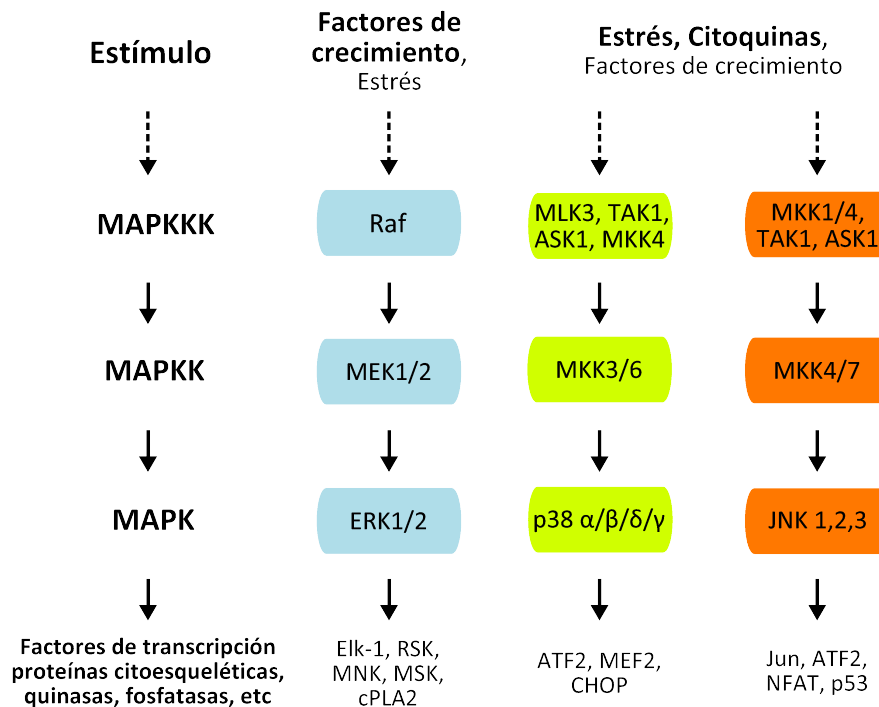 Estímulo
Factores de
crecimiento,
Estrés
Estrés, Citoquinas,
Factores de crecimiento
MAPKKK
Raf
MLK3, TAK1,
ASK1, MKK4
MKK1/4,
TAK1, ASK1
MAPKK
MEK1/2
MKK3/6
MKK4/7
MAPK
ERK1/2
p38 α/β/δ/γ
JNK 1,2,3
Factores de transcripción
proteínas citoesqueléticas,
quinasas, fosfatasas, etc
Elk-1, RSK,
MNK, MSK,
cPLA2
ATF2, MEF2,
CHOP
Jun, ATF2,
NFAT, p53